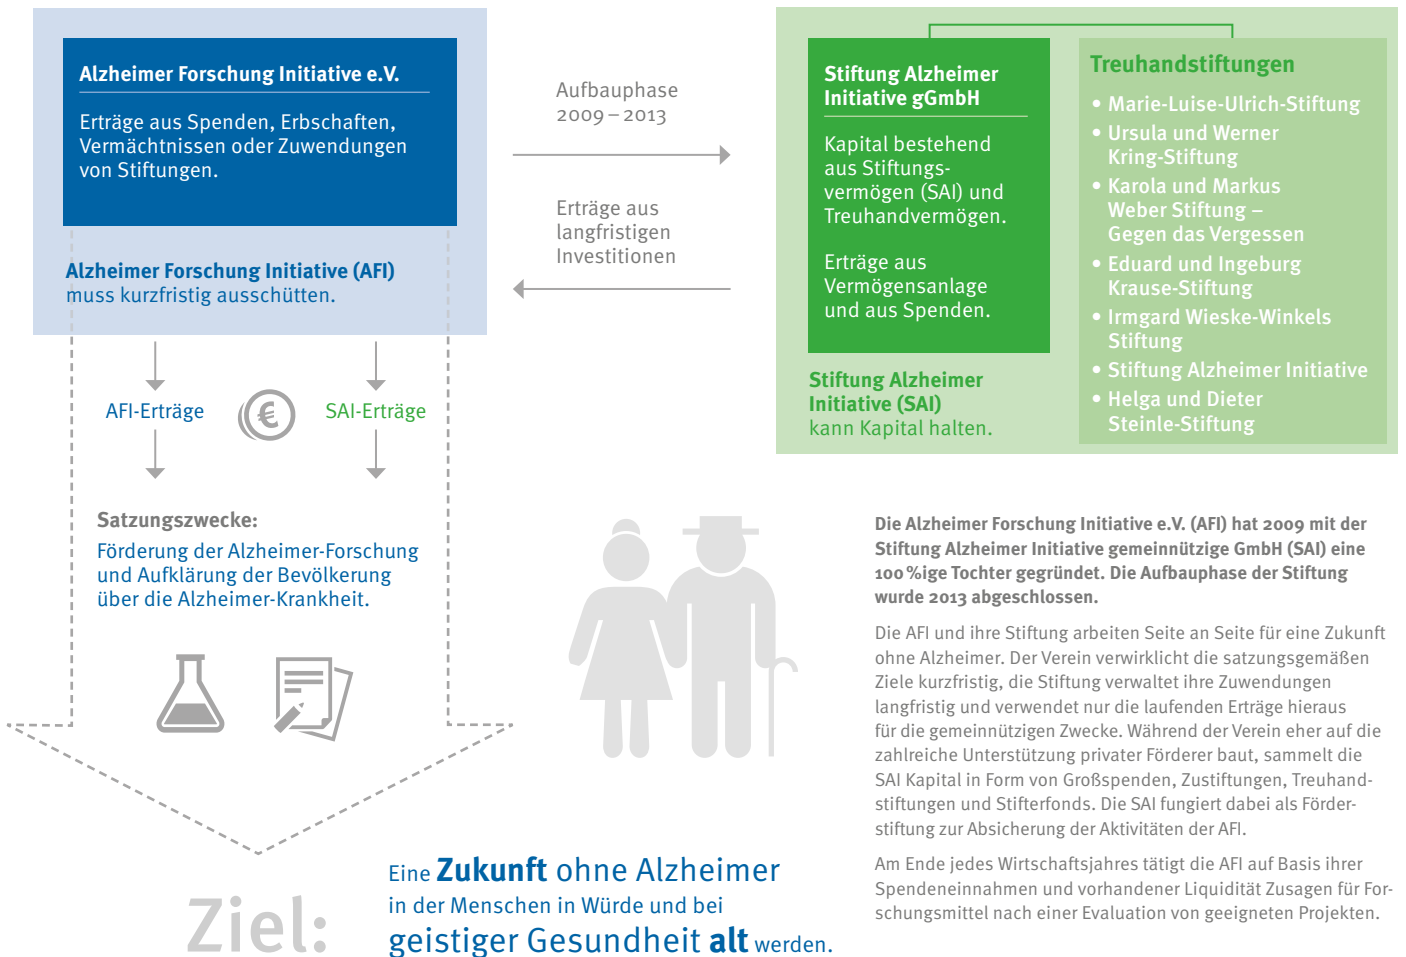 Alzheimer Forschung Initiative e.V.
Erträge aus Spenden, Erbschaften,
Vermächtnissen oder Zuwendungen
von Stiftungen.
Alzheimer Forschung Initiative (AFI)
muss kurzfristig ausschütten.
Aufbauphase
2009 – 2013
Erträge aus
langfristigen
Investitionen
Stiftung Alzheimer
Initiative gGmbH
Kapital bestehend
aus Stiftungs-
vermögen (SAI) und
Treuhandvermögen.
Erträge aus
Vermögensanlage
und aus Spenden.
Stiftung Alzheimer
Initiative (SAI)
kann Kapital halten.
Treuhandstiftungen
• Marie-Luise-Ulrich-Stiftung
• Ursula und Werner
Kring-Stiftung
• Karola und Markus
Weber Stiftung –
Gegen das Vergessen
• Eduard und Ingeburg
Krause-Stiftung
• Irmgard Wieske-Winkels
Stiftung
• Stiftung Alzheimer Initiative
• Helga und Dieter
Steinle-Stiftung
AFI-Erträge
€
SAI-Erträge
Satzungszwecke:
Förderung der Alzheimer-Forschung
und Aufklärung der Bevölkerung
über die Alzheimer-Krankheit.
Ziel:
Eine Zukunft ohne Alzheimer
in der Menschen in Würde und bei
geistiger Gesundheit alt werden.
Die Alzheimer Forschung Initiative e.V. (AFI) hat 2009 mit der
Stiftung Alzheimer Initiative gemeinnützige GmbH (SAI) eine
100 %ige Tochter gegründet. Die Aufbauphase der Stiftung
wurde 2013 abgeschlossen.
Die AFI und ihre Stiftung arbeiten Seite an Seite für eine Zukunft
ohne Alzheimer. Der Verein verwirklicht die satzungsgemäßen
Ziele kurzfristig, die Stiftung verwaltet ihre Zuwendungen
langfristig und verwendet nur die laufenden Erträge hieraus
für die gemeinnützigen Zwecke. Während der Verein eher auf die
zahlreiche Unterstützung privater Förderer baut, sammelt die
SAI Kapital in Form von Großspenden, Zustiftungen, Treuhand-
stiftungen und Stifterfonds. Die SAI fungiert dabei als Förder-
stiftung zur Absicherung der Aktivitäten der AFI.
Am Ende jedes Wirtschaftsjahres tätigt die AFI auf Basis ihrer
Spendeneinnahmen und vorhandener Liquidität Zusagen für For-
schungsmittel nach einer Evaluation von geeigneten Projekten.